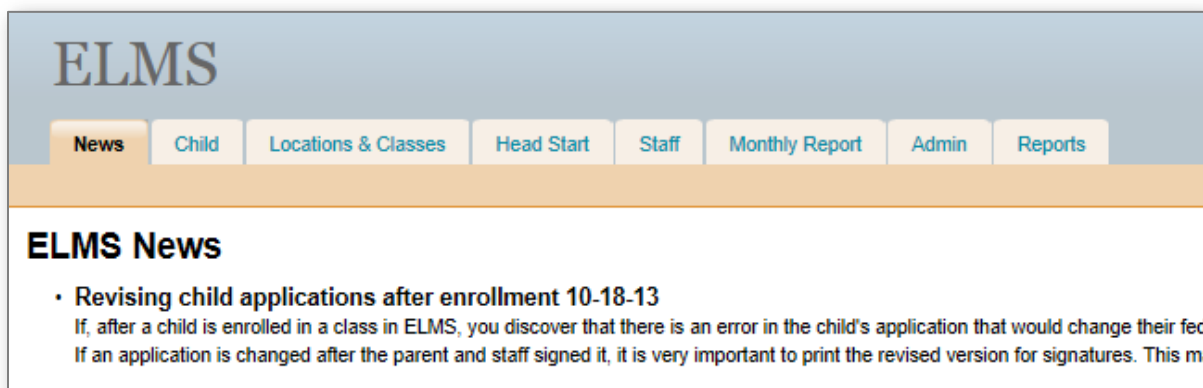 ELMS
News Child Locations & Classes Head Start Staff Monthly Report Admin Reports
ELMS News
• Revising child applications after enrollment 10-18-13
If, after a child is enrolled in a class in ELMS, you discover that there is an error in the child's application that would change their
If an application is changed after the parent and staff signed it, it is very important to print the revised version for signatures. This